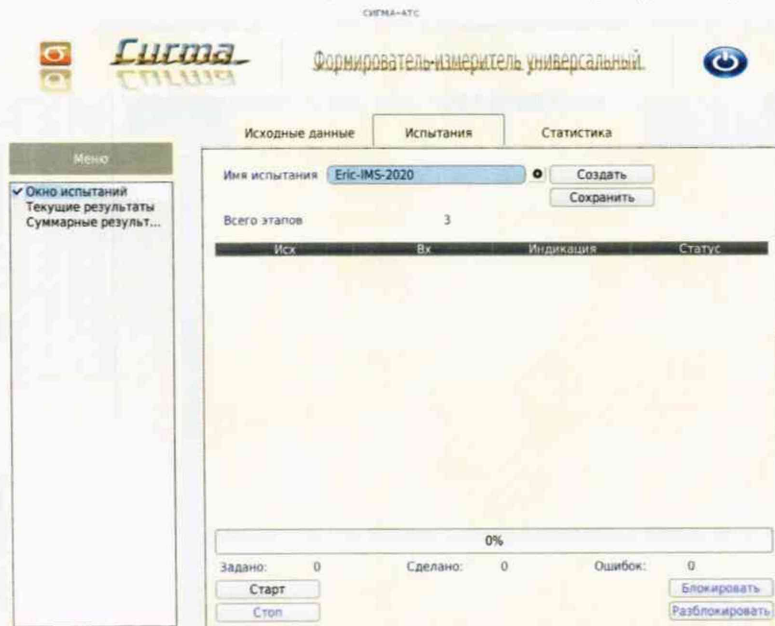 СИГМА-АТС
σ Сигма Формирователь-измеритель универсальный
Исходные данные Испытания Статистика
Меню
Окно испытаний
Текущие результаты
Суммарные результ...
Имя испытания Eric-IMS-2020 Создать
Сохранить
Всего этапов 3
Исх Вх Индикация Статус
0%
Задано: 0 Сделано: 0 Ошибок: 0
Старт Блокировать
Стоп Разблокировать